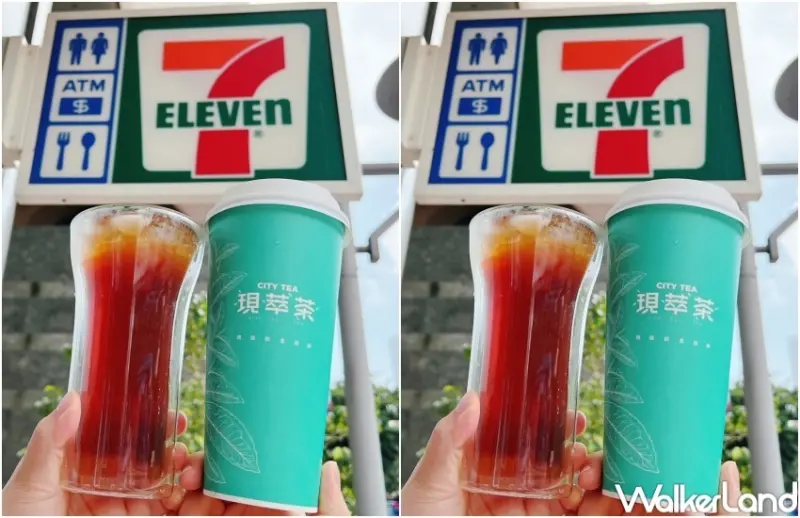 ATM
$
7
ELEVEn
®
CITY TEA
現萃茶
ATM
$
7
ELEVEn
®
CITY TEA
現萃茶
WALKERLAND